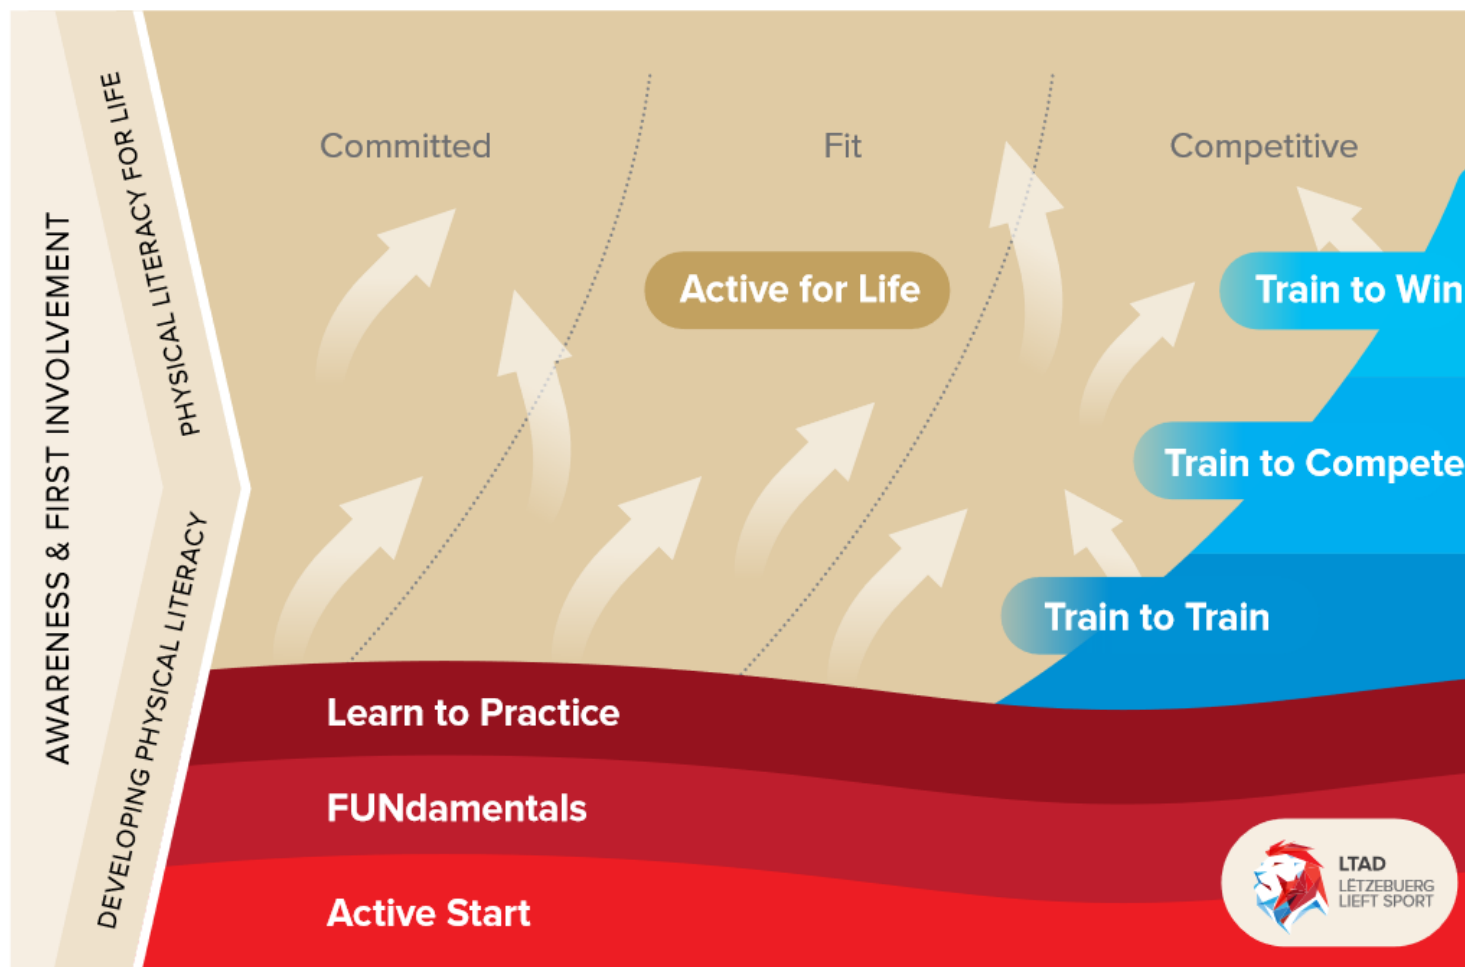 AWARENESS & FIRST INVOLVEMENT
PHYSICAL LITERACY FOR LIFE
DEVELOPING PHYSICAL LITERACY
Committed
Fit
Competitive
Active for Life
Train to Win
Train to Compete
Train to Train
Learn to Practice
FUNdamentals
Active Start
LTAD
LËTZEBUERG
LIEFT SPORT